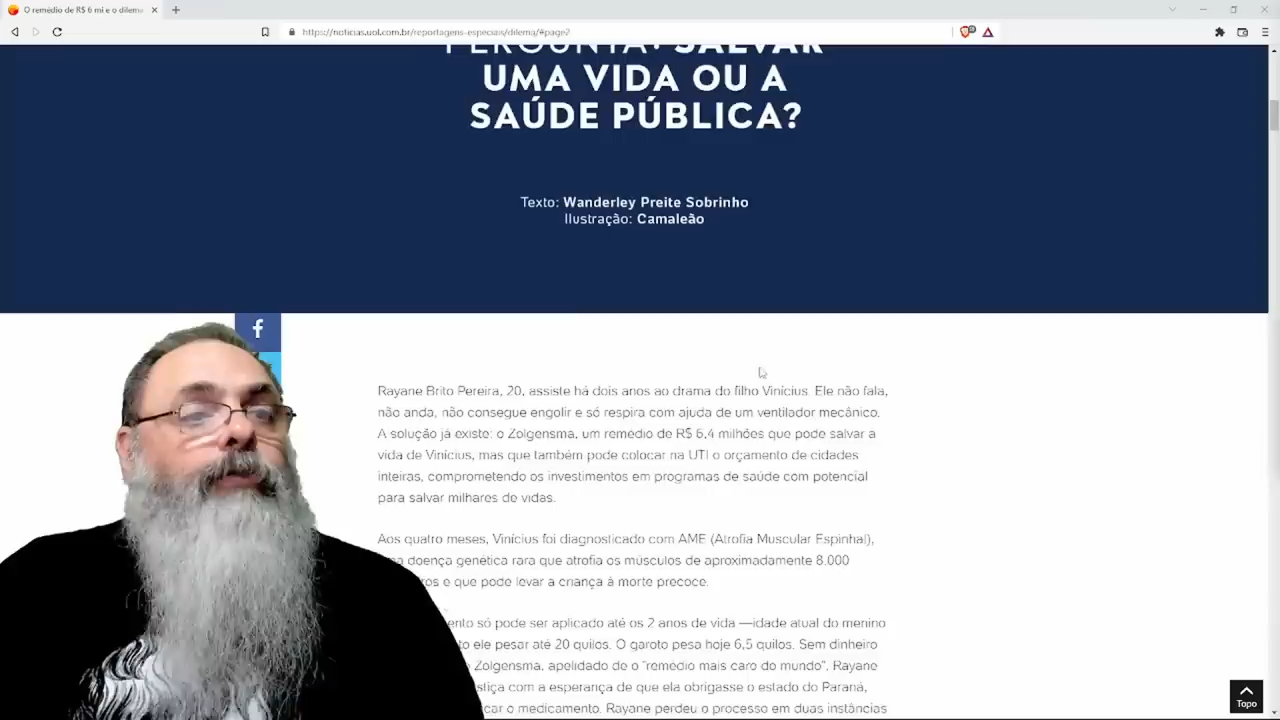 O remédio de R$ 6 mi e o dilema
https://noticias.uol.com.br/reportagens-especiais/dilema/#page2
PERGUNTA: SALVAR
UMA VIDA OU A
SAÚDE PÚBLICA?
Texto: Wanderley Preite Sobrinho
Ilustração: Camaleão
f
Rayane Brito Pereira, 20, assiste há dois anos ao drama do filho Vinícius. Ele não fala,
não anda, não consegue engolir e só respira com ajuda de um ventilador mecânico.
A solução já existe: o Zolgensma, um remédio de R$ 6,4 milhões que pode salvar a
vida de Vinícius, mas que também pode colocar na UTI o orçamento de cidades
inteiras, comprometendo os investimentos em programas de saúde com potencial
para salvar milhares de vidas.
Aos quatro meses, Vinícius foi diagnosticado com AME (Atrofia Muscular Espinhal),
doença genética rara que atrofia os músculos de aproximadamente 8.000
e que pode levar a criança à morte precoce.
só pode ser aplicado até os 2 anos de vida —idade atual do menino
ele pesar até 20 quilos. O garoto pesa hoje 6,5 quilos. Sem dinheiro
Zolgensma, apelidado de o "remédio mais caro do mundo", Rayane
com a esperança de que ela obrigasse o estado do Paraná,
o medicamento. Rayane perdeu o processo em duas instâncias
Topo